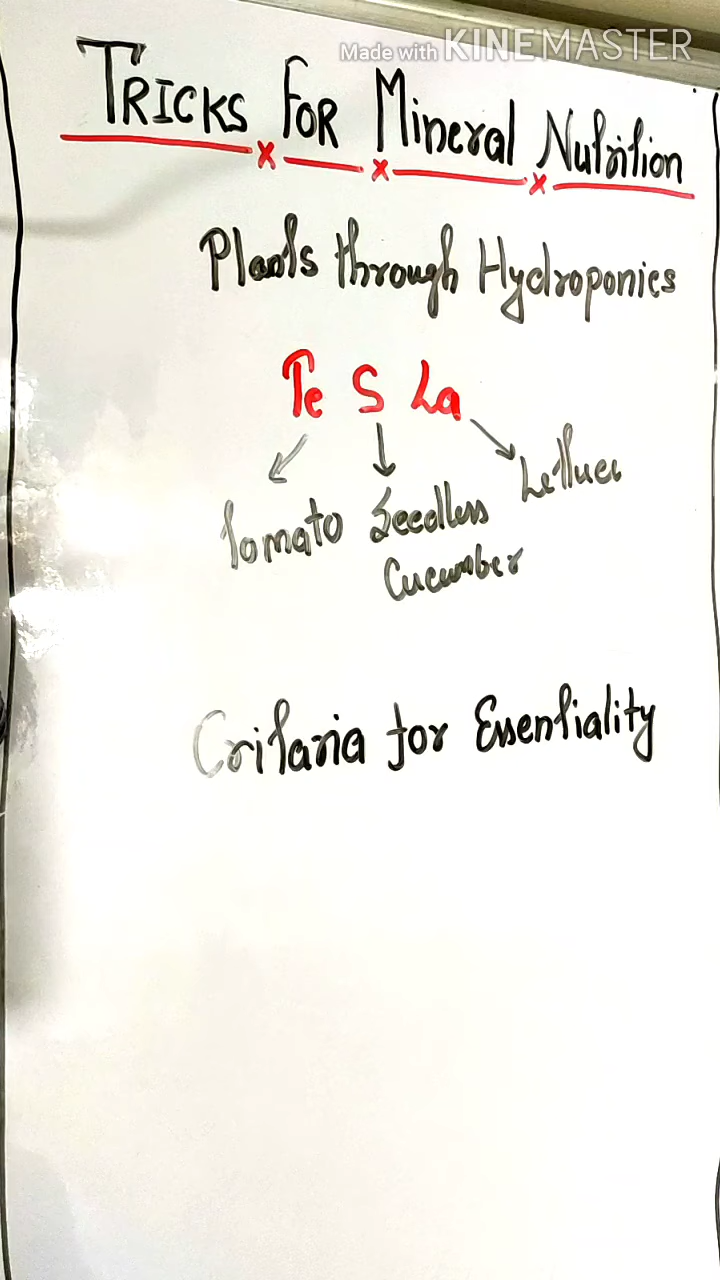 Made with KINEMASTER
TRICKS FOR Mineral Nutrition
Plants through Hydroponics
Te S La
Tomato Seedless Lettuce
Cucumber
Critaria for Essentiality